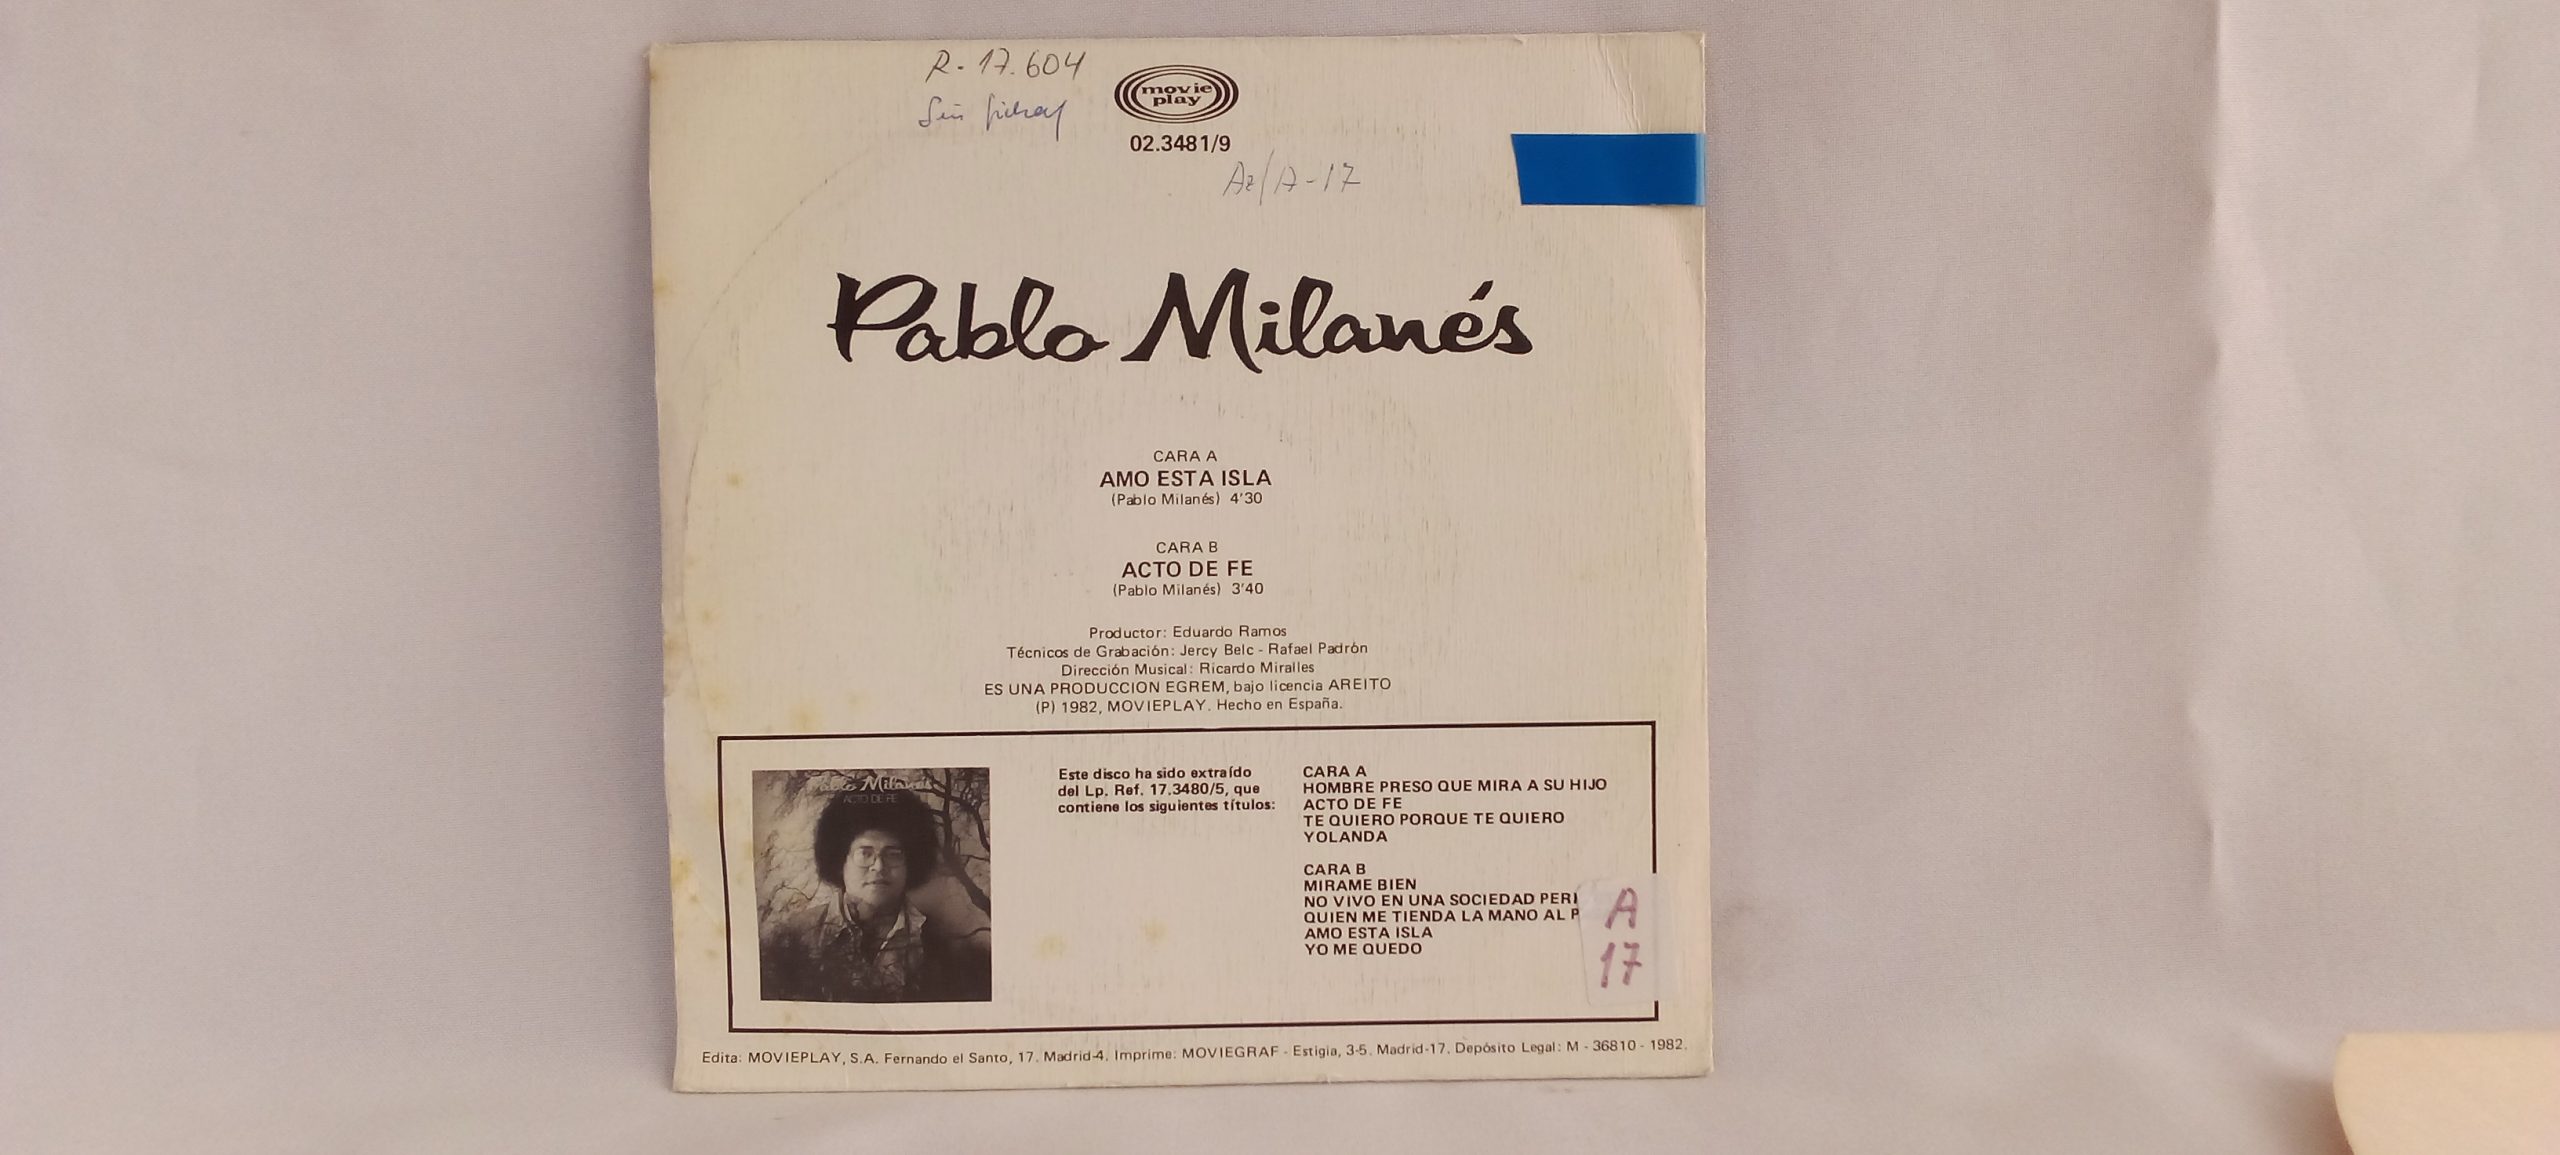 R-17.604
Sin fichar
movie
play
02.3481/9
Az/A-17
Pablo Milanés
CARA A
AMO ESTA ISLA
(Pablo Milanés) 4'30
CARA B
ACTO DE FE
(Pablo Milanés) 3'40
Productor: Eduardo Ramos
Técnicos de Grabación: Jercy Belc - Rafael Padrón
Dirección Musical: Ricardo Miralles
ES UNA PRODUCCION EGREM, bajo licencia AREITO
(P) 1982, MOVIEPLAY. Hecho en España.
Pablo Milanés
ACTO DE FE
Este disco ha sido extraído
del Lp. Ref. 17.3480/5, que
contiene los siguientes títulos:
CARA A
HOMBRE PRESO QUE MIRA A SU HIJO
ACTO DE FE
TE QUIERO PORQUE TE QUIERO
YOLANDA
CARA B
MIRAME BIEN
NO VIVO EN UNA SOCIEDAD
QUIEN ME TIENDA LA MANO AL
AMO ESTA ISLA
YO ME QUEDO
A
17
Edita: MOVIEPLAY, S.A. Fernando el Santo, 17. Madrid-4. Imprime: MOVIEGRAF - Estigia, 3-5. Madrid-17. Depósito Legal: M - 36810 - 1982.